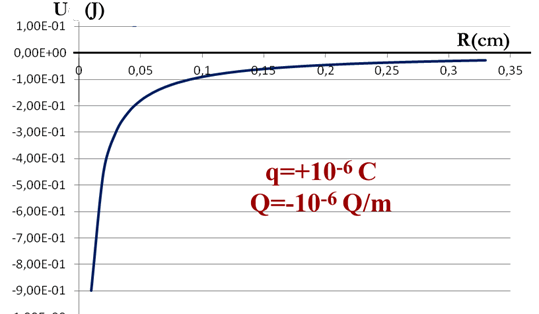 U (J)
1,00E-01
0,00E+00
R(cm)
0 0,05 0,1 0,15 0,2 0,25 0,3 0,35
-1,00E-01
-2,00E-01
-3,00E-01
-4,00E-01
q=+10-6 C
-5,00E-01
Q=-10-6 Q/m
-6,00E-01
-7,00E-01
-8,00E-01
-9,00E-01